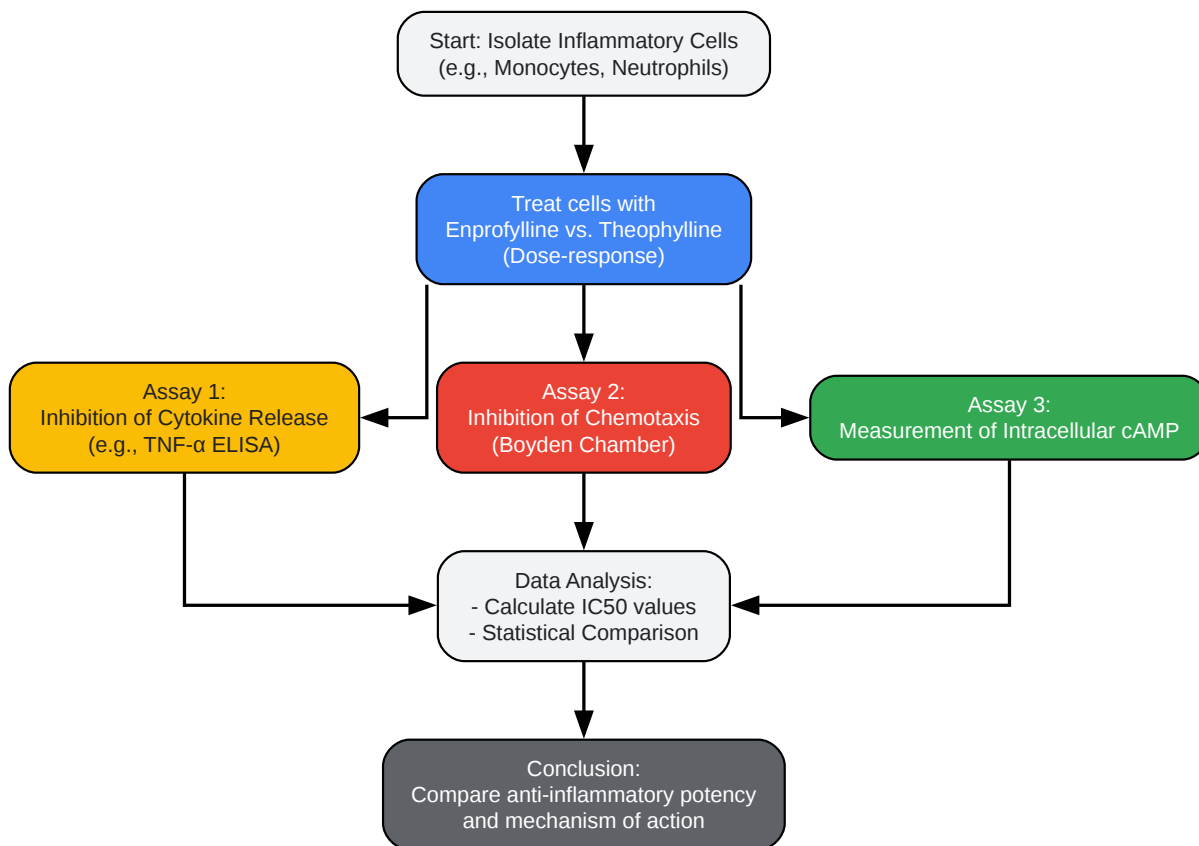 Start: Isolate Inflammatory Cells
(e.g., Monocytes, Neutrophils)
Treat cells with
Enprofylline vs. Theophylline
(Dose-response)
Assay 1:
Inhibition of Cytokine Release
(e.g., TNF-α ELISA)
Assay 2:
Inhibition of Chemotaxis
(Boyden Chamber)
Assay 3:
Measurement of Intracellular cAMP
Data Analysis:
- Calculate IC50 values
- Statistical Comparison
Conclusion:
Compare anti-inflammatory potency
and mechanism of action